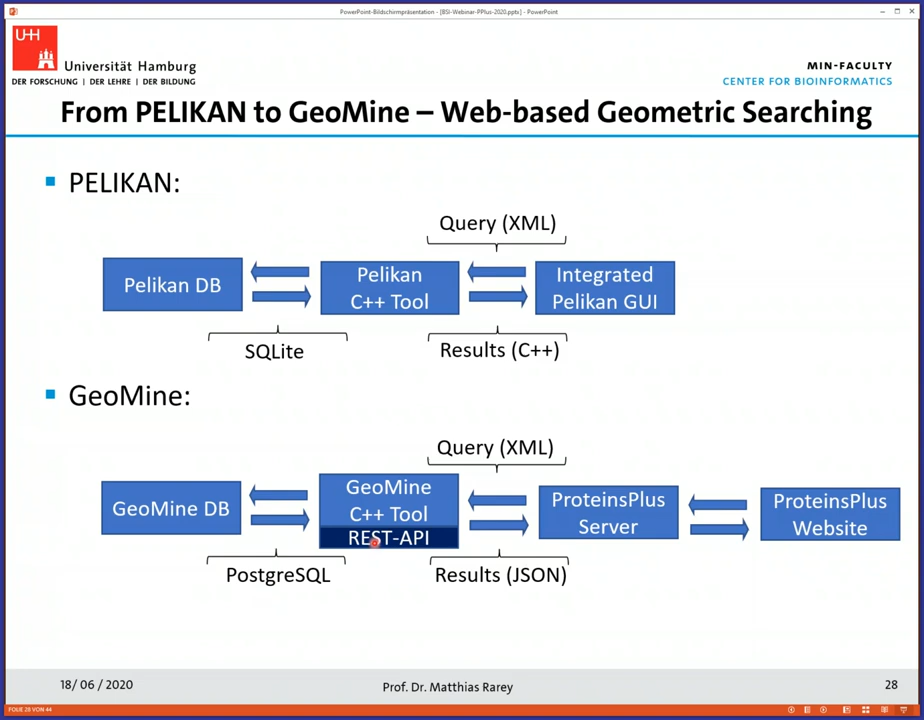 PowerPoint-Bildschirmpräsentation - [BSI-Webinar-PPlus-2020.pptx] - PowerPoint
UHH
Universität Hamburg
DER FORSCHUNG | DER LEHRE | DER BILDUNG
MIN-FACULTY
CENTER FOR BIOINFORMATICS
From PELIKAN to GeoMine – Web-based Geometric Searching
PELIKAN:
Query (XML)
Pelikan DB
Pelikan
C++ Tool
Integrated
Pelikan GUI
SQLite
Results (C++)
GeoMine:
Query (XML)
GeoMine DB
GeoMine
C++ Tool
REST-API
ProteinsPlus
Server
ProteinsPlus
Website
PostgreSQL
Results (JSON)
18/ 06 / 2020
Prof. Dr. Matthias Rarey
28
FOLIE 28 VON 44